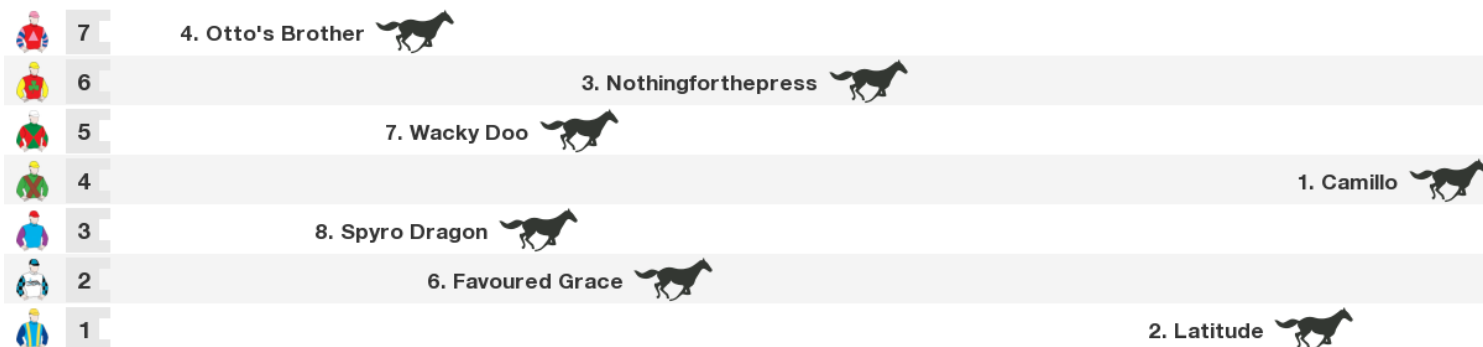 7 4. Otto's Brother
6 3. Nothingforthepress
5 7. Wacky Doo
4 1. Camillo
3 8. Spyro Dragon
2 6. Favoured Grace
1 2. Latitude